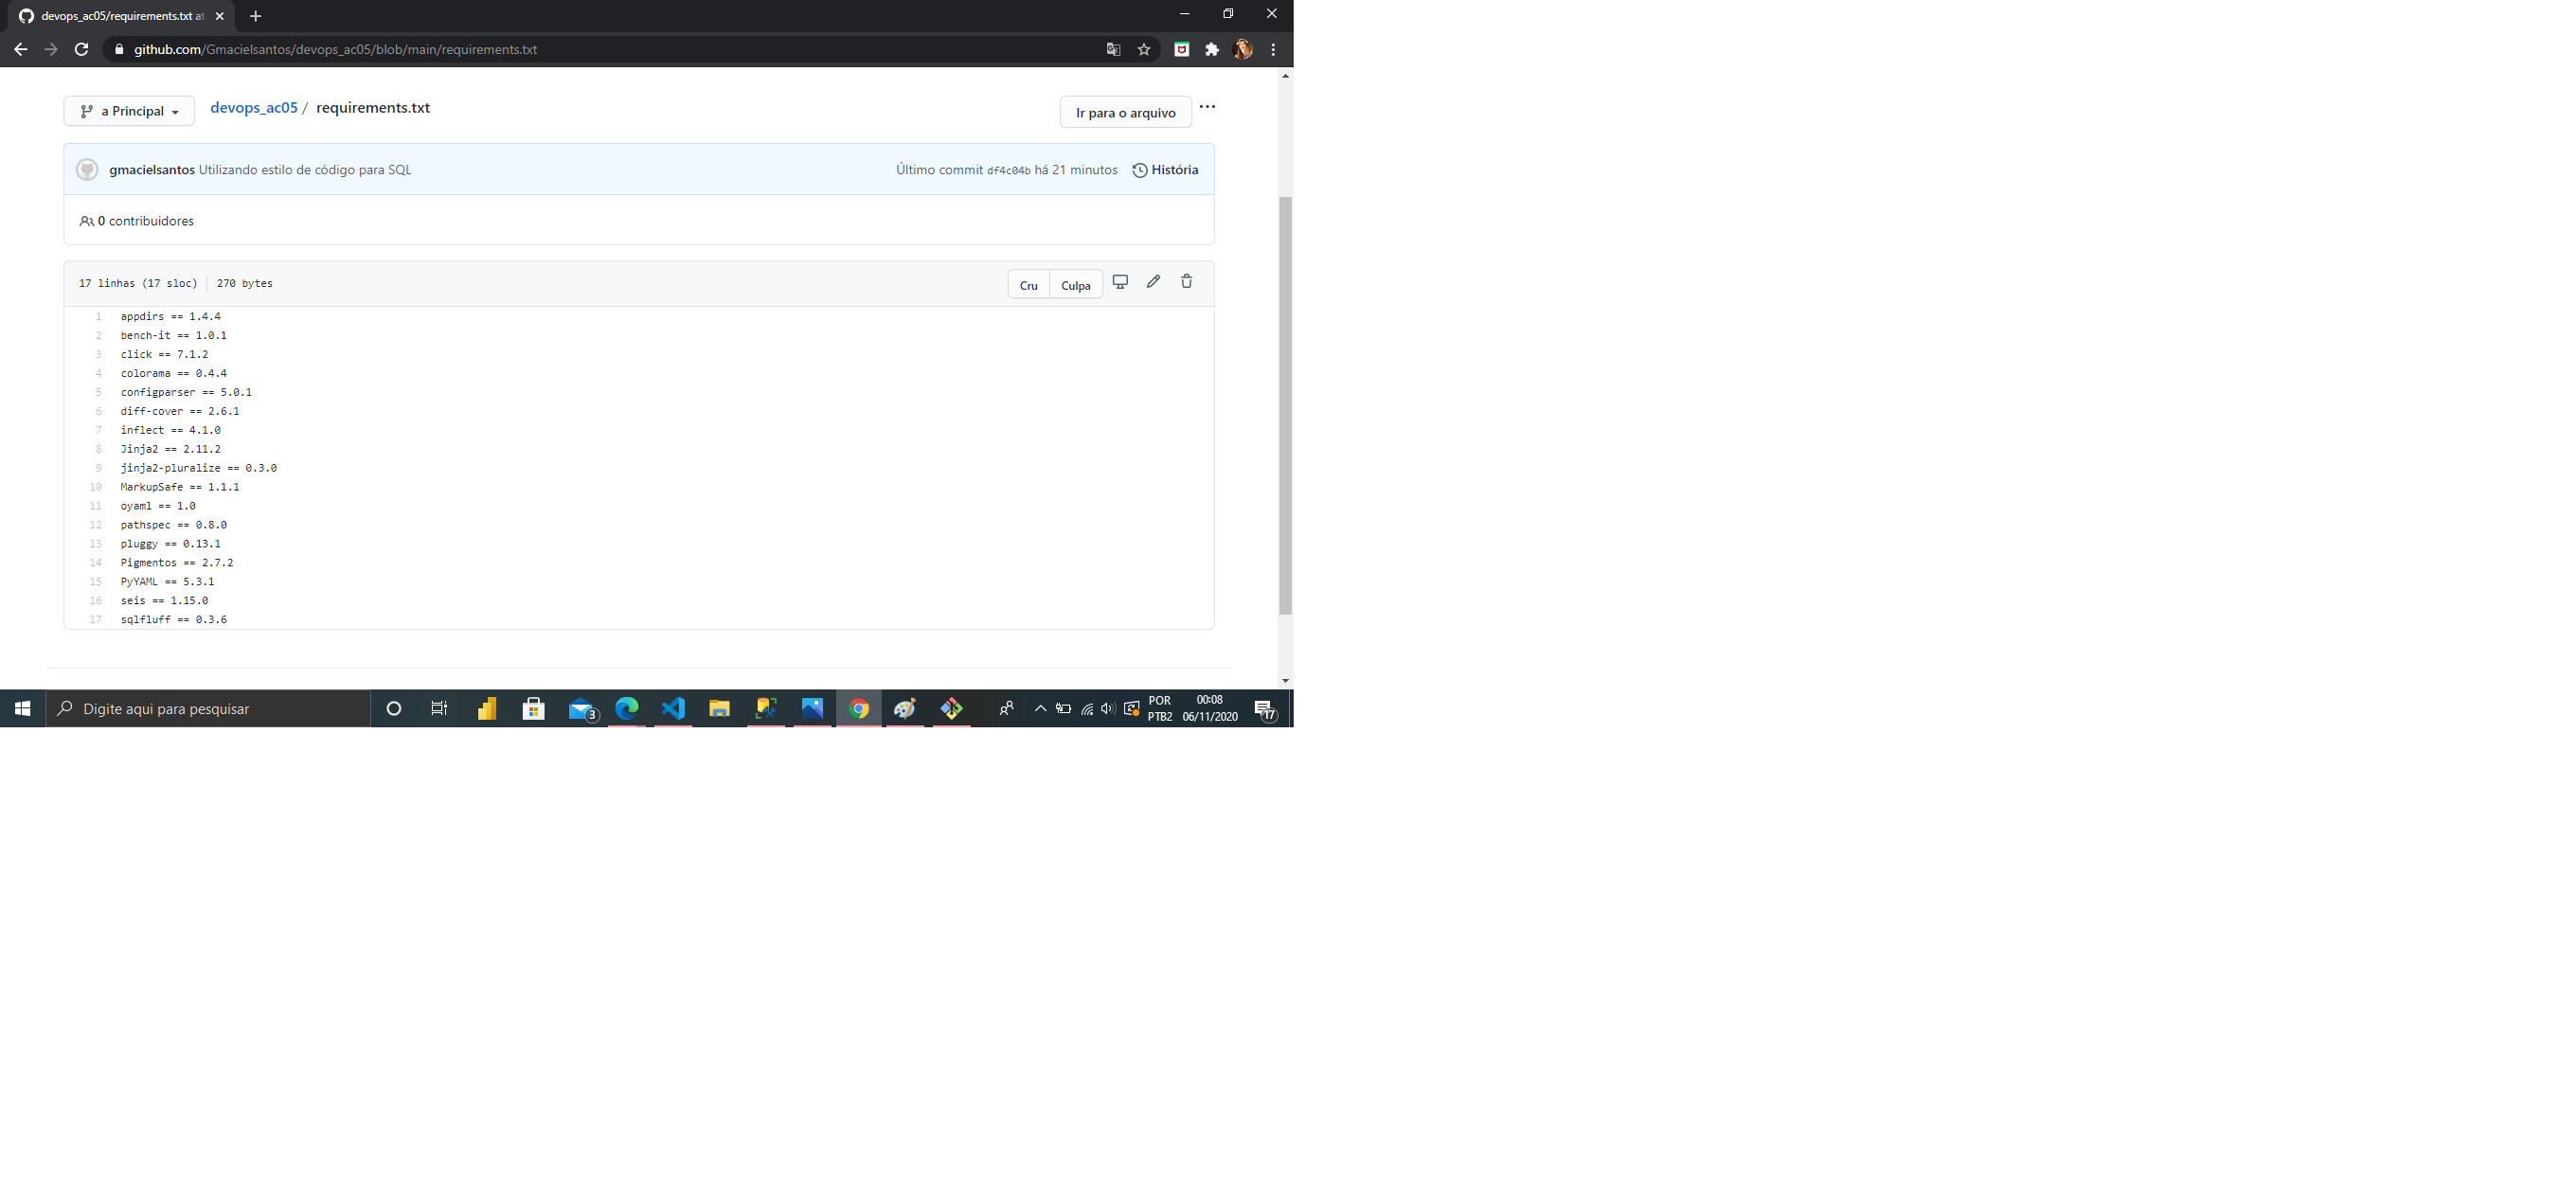 devops_ac05/requirements.txt at
github.com/Gmacielsantos/devops_ac05/blob/main/requirements.txt
a Principal
devops_ac05 / requirements.txt
Ir para o arquivo
gmacielsantos Utilizando estilo de código para SQL
Último commit df4c04b há 21 minutos
História
0 contribuidores
17 linhas (17 sloc)
270 bytes
Cru
Culpa
1 appdirs == 1.4.4
2 bench-it == 1.0.1
3 click == 7.1.2
4 colorama == 0.4.4
5 configparser == 5.0.1
6 diff-cover == 2.6.1
7 inflect == 4.1.0
8 Jinja2 == 2.11.2
9 jinja2-pluralize == 0.3.0
10 MarkupSafe == 1.1.1
11 oyaml == 1.0
12 pathspec == 0.8.0
13 pluggy == 0.13.1
14 Pigmentos == 2.7.2
15 PyYAML == 5.3.1
16 seis == 1.15.0
17 sqlfluff == 0.3.6
Digite aqui para pesquisar
3
POR
PTB2
00:08
06/11/2020
17